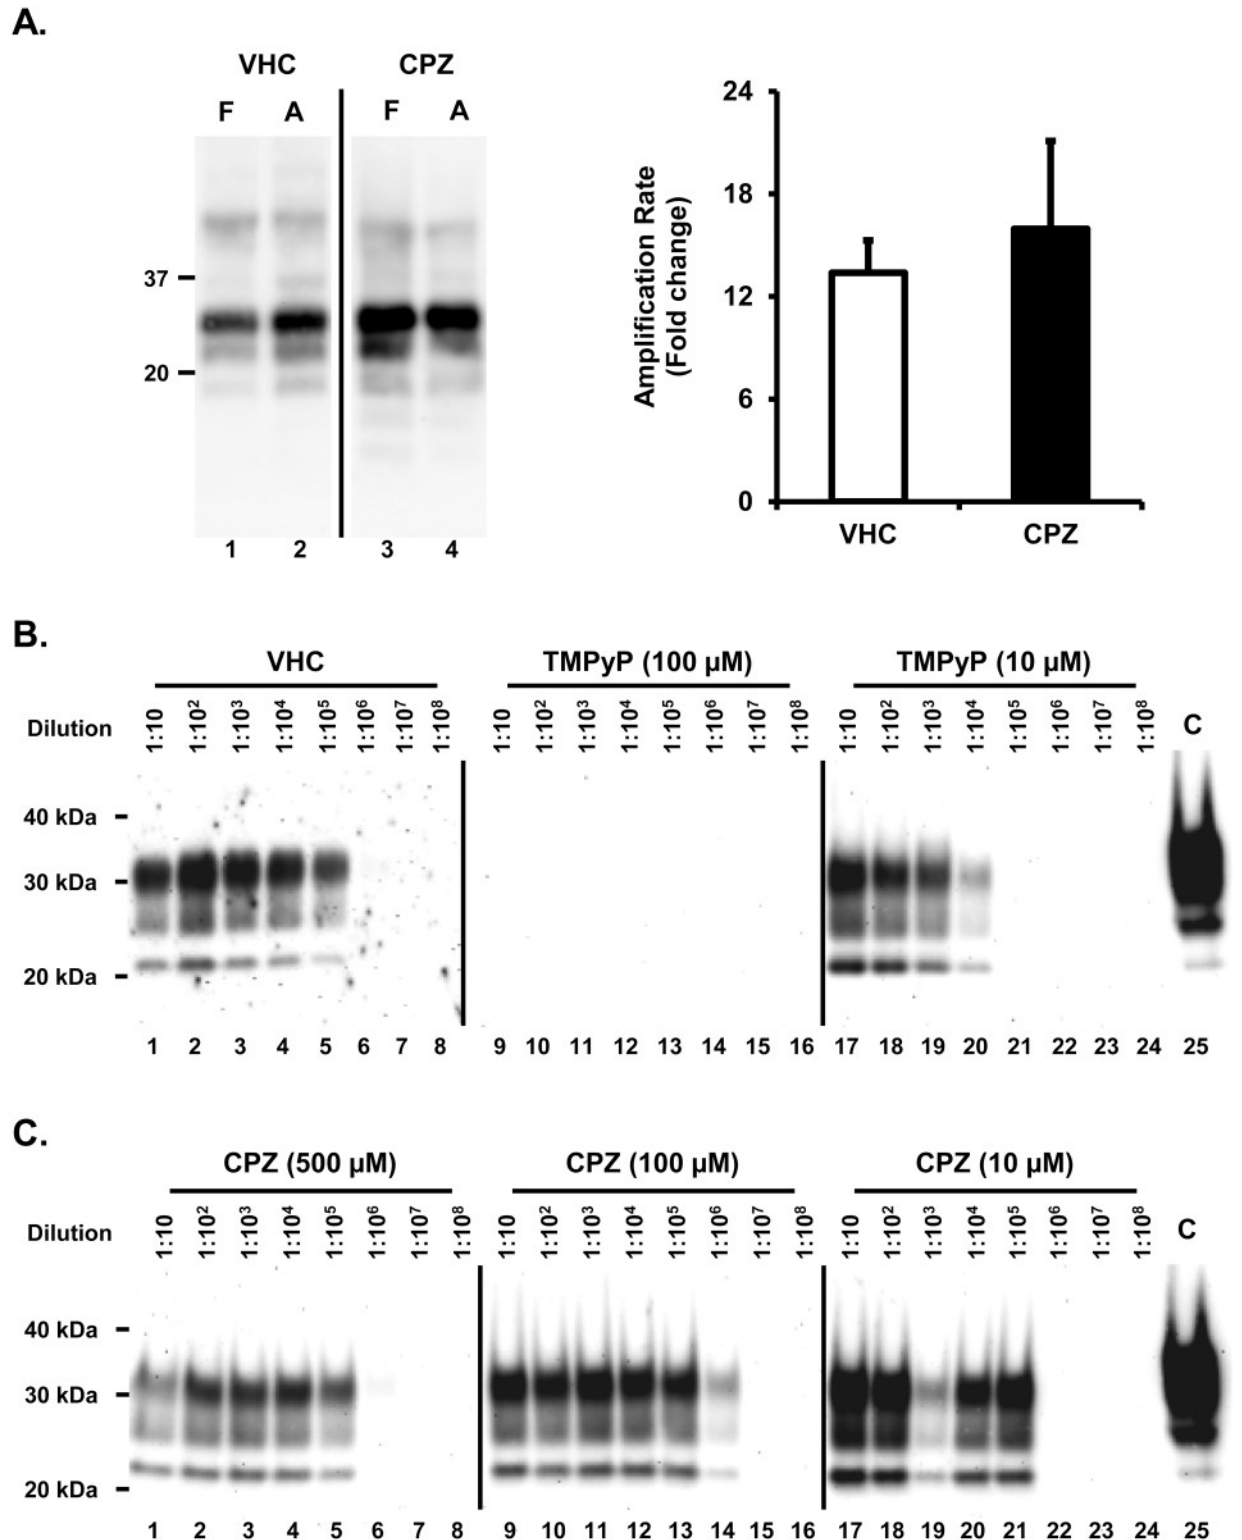 A.
VHC CPZ
F A F A
37
20
1 2 3 4
24
18
12
6
0
Amplification Rate
(Fold change)
VHC CPZ
B.
VHC TMPyP (100 µM) TMPyP (10 µM)
Dilution 1:10 1:10² 1:10³ 1:10⁴ 1:10⁵ 1:10⁶ 1:10⁷ 1:10⁸ 1:10 1:10² 1:10³ 1:10⁴ 1:10⁵ 1:10⁶ 1:10⁷ 1:10⁸ 1:10 1:10² 1:10³ 1:10⁴ 1:10⁵ 1:10⁶ 1:10⁷ 1:10⁸ C
40 kDa
30 kDa
20 kDa
1 2 3 4 5 6 7 8 9 10 11 12 13 14 15 16 17 18 19 20 21 22 23 24 25
C.
CPZ (500 µM) CPZ (100 µM) CPZ (10 µM)
Dilution 1:10 1:10² 1:10³ 1:10⁴ 1:10⁵ 1:10⁶ 1:10⁷ 1:10⁸ 1:10 1:10² 1:10³ 1:10⁴ 1:10⁵ 1:10⁶ 1:10⁷ 1:10⁸ 1:10 1:10² 1:10³ 1:10⁴ 1:10⁵ 1:10⁶ 1:10⁷ 1:10⁸ C
40 kDa
30 kDa
20 kDa
1 2 3 4 5 6 7 8 9 10 11 12 13 14 15 16 17 18 19 20 21 22 23 24 25